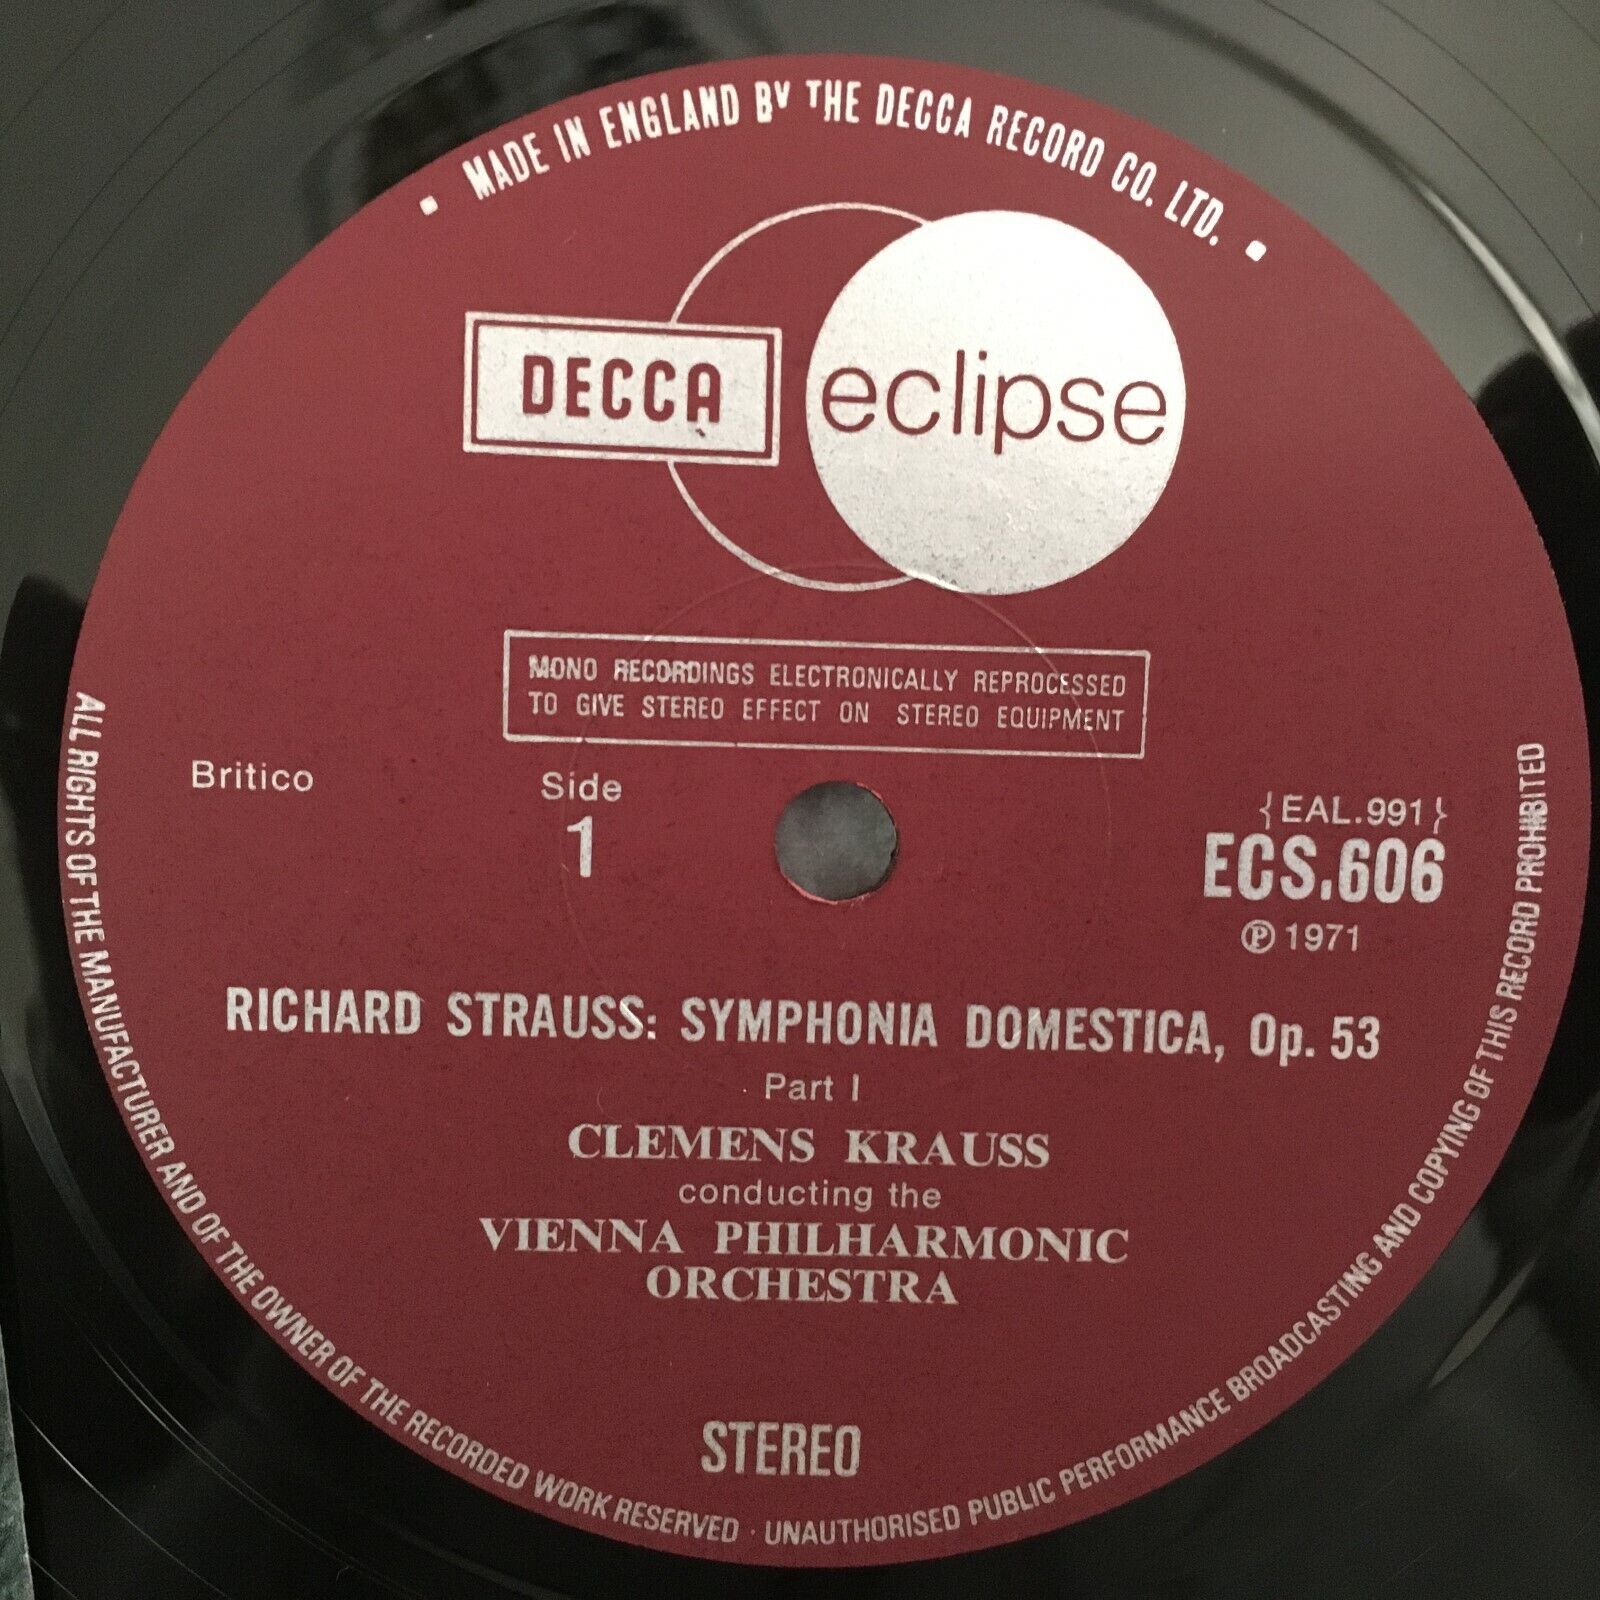 MADE IN ENGLAND BY THE DECCA RECORD CO. LTD.
DECCA
eclipse
MONO RECORDINGS ELECTRONICALLY REPROCESSED
TO GIVE STEREO EFFECT ON STEREO EQUIPMENT
Britico
Side
1
{EAL.991}
ECS.606
℗ 1971
RICHARD STRAUSS: SYMPHONIA DOMESTICA, Op. 53
Part I
CLEMENS KRAUSS
conducting the
VIENNA PHILHARMONIC
ORCHESTRA
STEREO
ALL RIGHTS OF THE MANUFACTURER AND OF THE OWNER OF THE RECORDED WORK RESERVED · UNAUTHORISED PUBLIC PERFORMANCE BROADCASTING AND COPYING OF THIS RECORD PROHIBITED